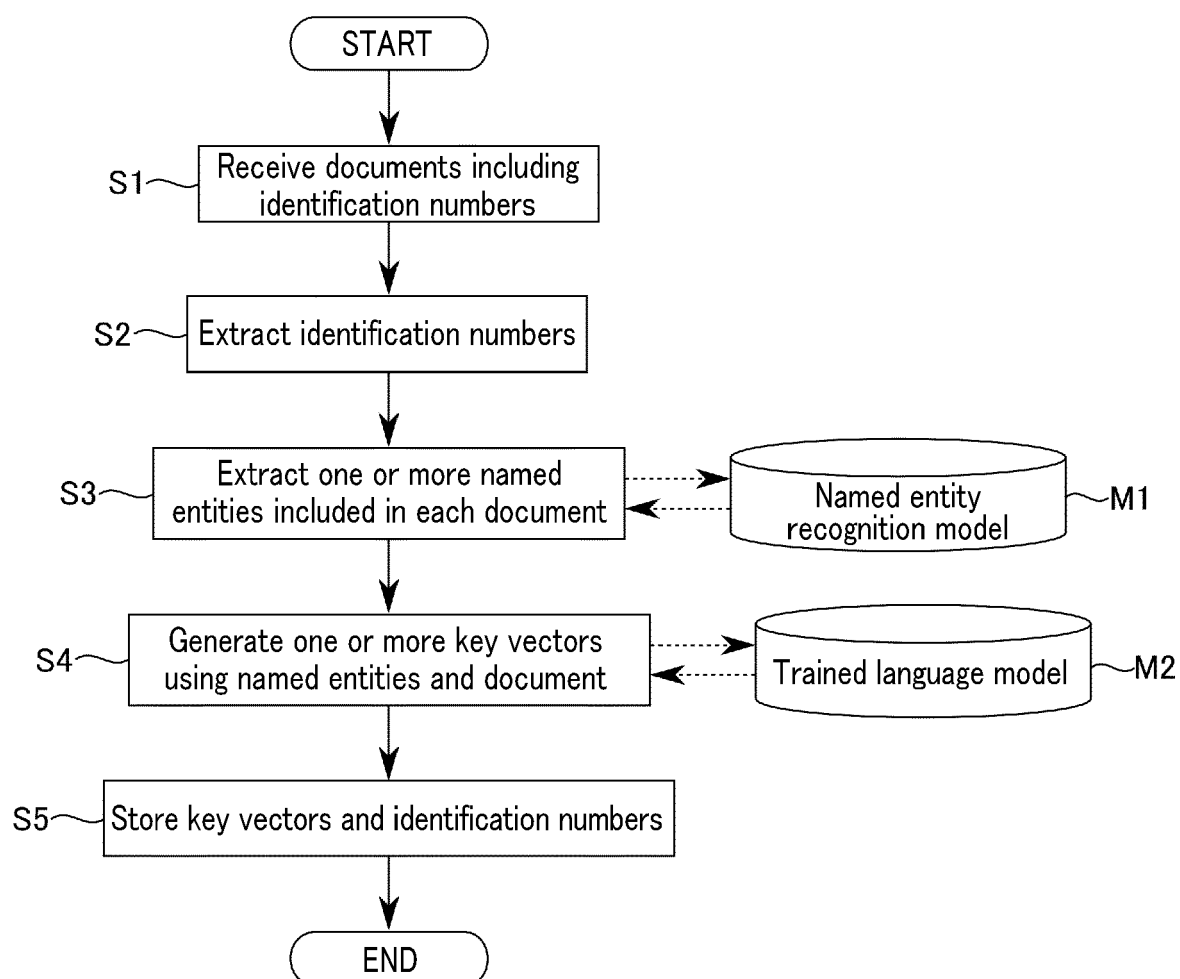 START
S1
Receive documents including
identification numbers
S2
Extract identification numbers
S3
Extract one or more named
entities included in each document
Named entity
recognition model
M1
S4
Generate one or more key vectors
using named entities and document
Trained language model
M2
S5
Store key vectors and identification numbers
END